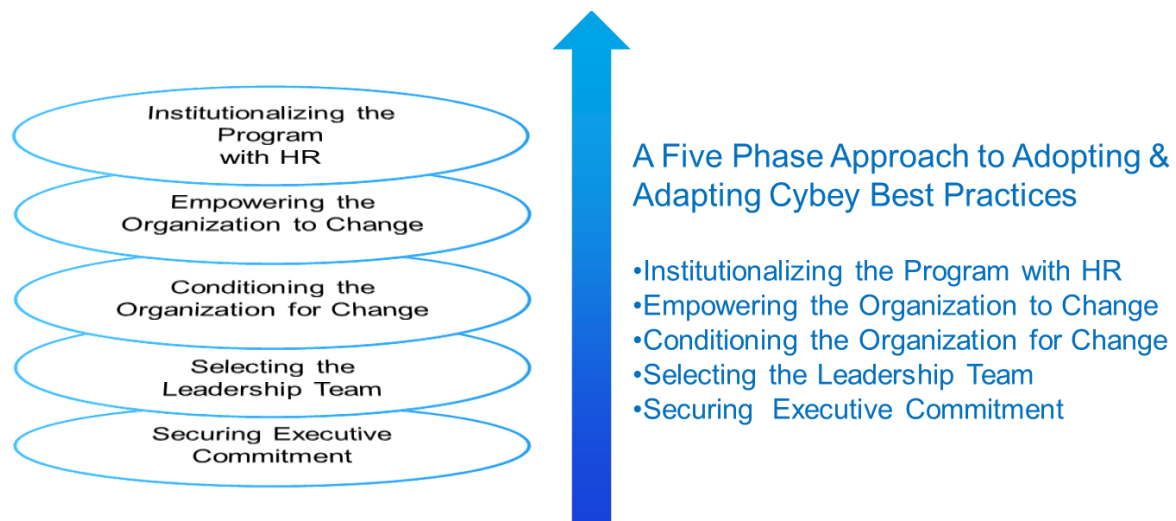 Institutionalizing the
Program
with HR
Empowering the
Organization to Change
Conditioning the
Organization for Change
Selecting the
Leadership Team
Securing Executive
Commitment
A Five Phase Approach to Adopting &
Adapting Cybey Best Practices
•Institutionalizing the Program with HR
•Empowering the Organization to Change
•Conditioning the Organization for Change
•Selecting the Leadership Team
•Securing Executive Commitment